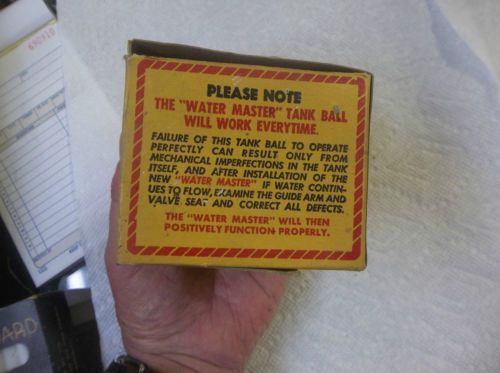 PLEASE NOTE
THE "WATER MASTER" TANK BALL
WILL WORK EVERYTIME.
FAILURE OF THIS TANK BALL TO OPERATE
PERFECTLY CAN RESULT ONLY FROM
MECHANICAL IMPERFECTIONS IN THE TANK
ITSELF, AND AFTER INSTALLATION OF THE
NEW "WATER MASTER" IF WATER CONTIN-
UES TO FLOW, EXAMINE THE GUIDE ARM AND
VALVE SEAT AND CORRECT ALL DEFECTS.
THE "WATER MASTER" WILL THEN
POSITIVELY FUNCTION PROPERLY.